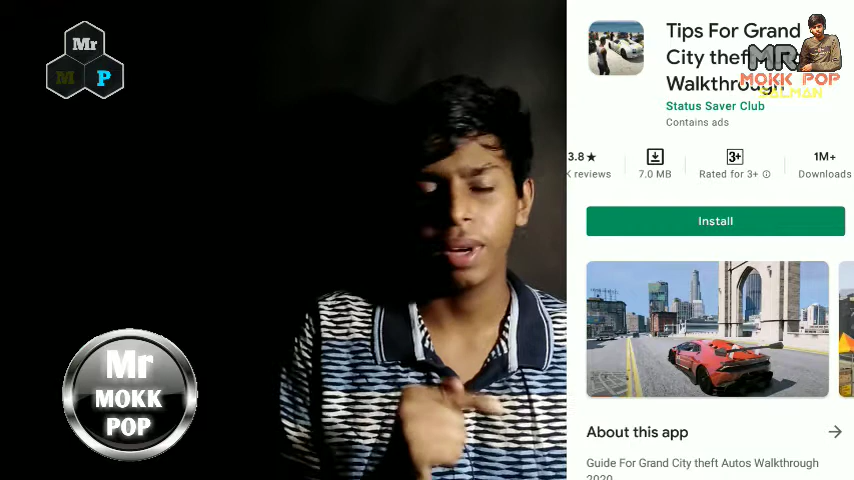 Mr
M P
Mr
MOKK
POP
Tips For Grand
City thef
Walkthrough
MR
MOKK POP
SALMAN
Status Saver Club
Contains ads
3.8★
K reviews
7.0 MB
3+
Rated for 3+
1M+
Downloads
Install
About this app
Guide For Grand City theft Autos Walkthrough
2020